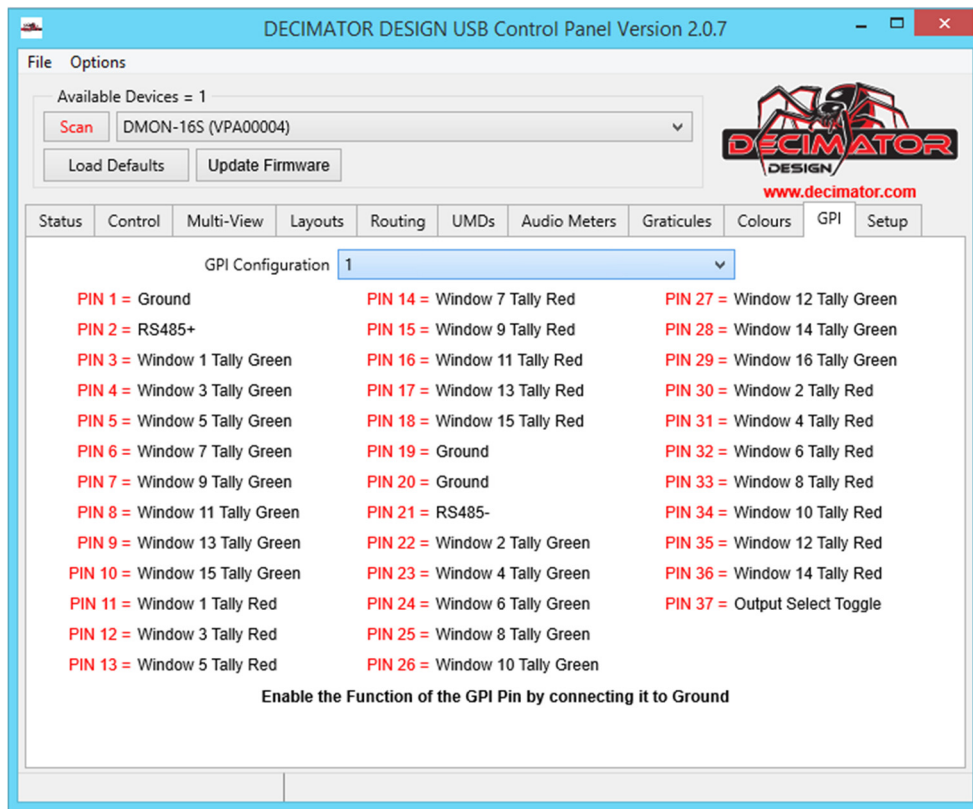 DECIMATOR DESIGN USB Control Panel Version 2.0.7
File Options
Available Devices = 1
Scan DMON-16S (VPA00004)
Load Defaults Update Firmware
DECIMATOR
DESIGN
www.decimator.com
Status Control Multi-View Layouts Routing UMDs Audio Meters Graticules Colours GPI Setup
GPI Configuration 1
PIN 1 = Ground
PIN 2 = RS485+
PIN 3 = Window 1 Tally Green
PIN 4 = Window 3 Tally Green
PIN 5 = Window 5 Tally Green
PIN 6 = Window 7 Tally Green
PIN 7 = Window 9 Tally Green
PIN 8 = Window 11 Tally Green
PIN 9 = Window 13 Tally Green
PIN 10 = Window 15 Tally Green
PIN 11 = Window 1 Tally Red
PIN 12 = Window 3 Tally Red
PIN 13 = Window 5 Tally Red
PIN 14 = Window 7 Tally Red
PIN 15 = Window 9 Tally Red
PIN 16 = Window 11 Tally Red
PIN 17 = Window 13 Tally Red
PIN 18 = Window 15 Tally Red
PIN 19 = Ground
PIN 20 = Ground
PIN 21 = RS485-
PIN 22 = Window 2 Tally Green
PIN 23 = Window 4 Tally Green
PIN 24 = Window 6 Tally Green
PIN 25 = Window 8 Tally Green
PIN 26 = Window 10 Tally Green
PIN 27 = Window 12 Tally Green
PIN 28 = Window 14 Tally Green
PIN 29 = Window 16 Tally Green
PIN 30 = Window 2 Tally Red
PIN 31 = Window 4 Tally Red
PIN 32 = Window 6 Tally Red
PIN 33 = Window 8 Tally Red
PIN 34 = Window 10 Tally Red
PIN 35 = Window 12 Tally Red
PIN 36 = Window 14 Tally Red
PIN 37 = Output Select Toggle
Enable the Function of the GPI Pin by connecting it to Ground